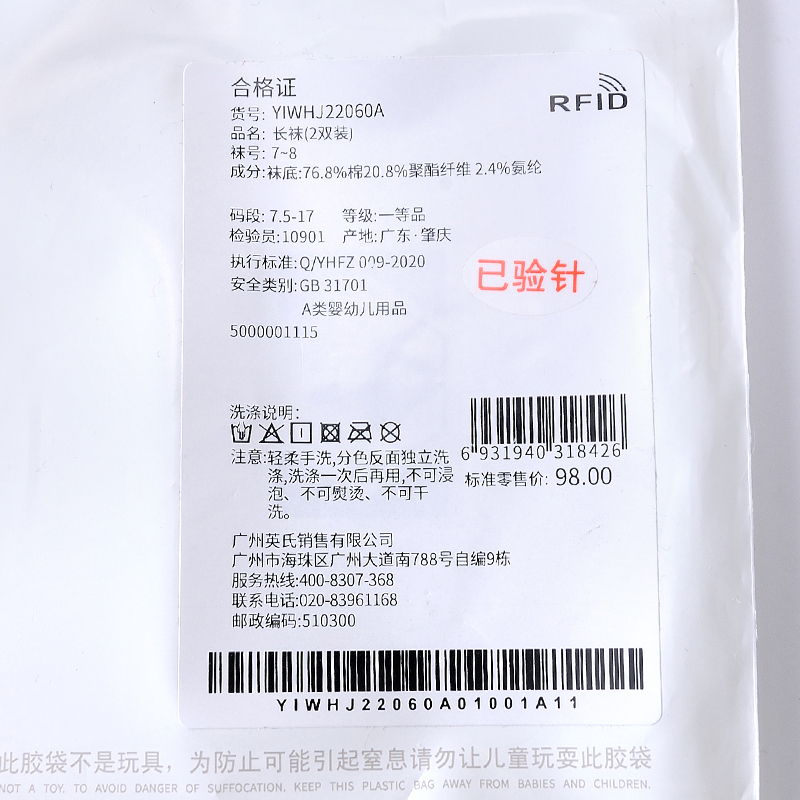 合格证
RFID
货号: YIWHJ22060A
品名: 长袜(2双装)
袜号: 7~8
成分:袜底:76.8%棉20.8%聚酯纤维 2.4%氨纶
码段: 7.5-17 等级:一等品
检验员:10901 产地:广东·肇庆
执行标准:Q/YHFZ 009-2020
安全类别:GB 31701
A类婴幼儿用品
已验针
5000001115
洗涤说明:
注意:轻柔手洗,分色反面独立洗
涤,洗涤一次后再用,不可浸
泡、不可熨烫、不可干
洗。
6 931940 318426
标准零售价: 98.00
广州英氏销售有限公司
广州市海珠区广州大道南788号自编9栋
服务热线:400-8307-368
联系电话:020-83961168
邮政编码:510300
YIWHJ22060A01001A11
此胶袋不是玩具，为防止可能引起窒息请勿让儿童玩耍此胶袋
NOT A TOY. TO AVOID DANGER OF SUFFOCATION. KEEP THIS PLASTIC BAG AWAY FROM BABIES AND CHILDREN.